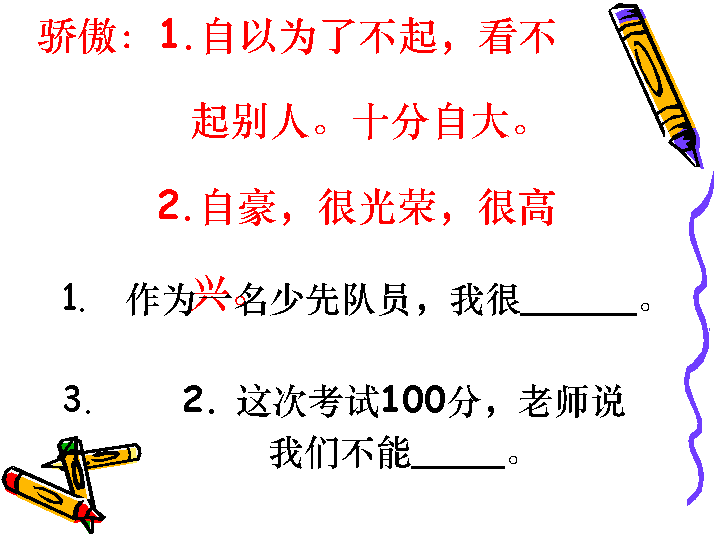 骄傲：1.自以为了不起，看不
起别人。十分自大。
2.自豪，很光荣，很高
兴。
1. 作为一名少先队员，我很______。
3. 2. 这次考试100分，老师说
我们不能_____。